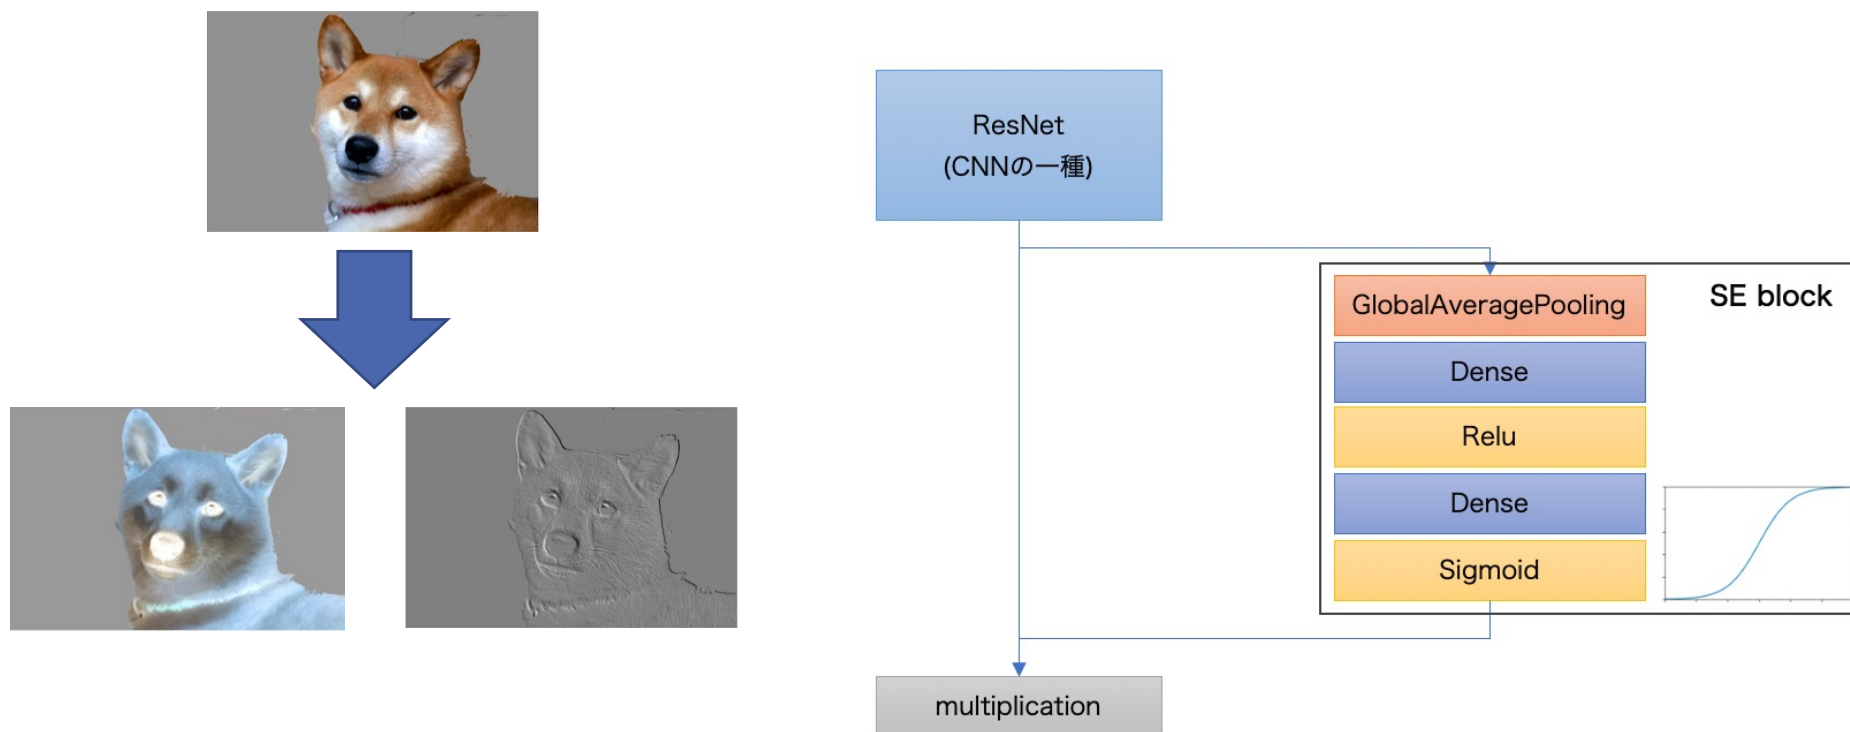 ResNet
(CNNの一種)
SE block
GlobalAveragePooling
Dense
Relu
Dense
Sigmoid
multiplication